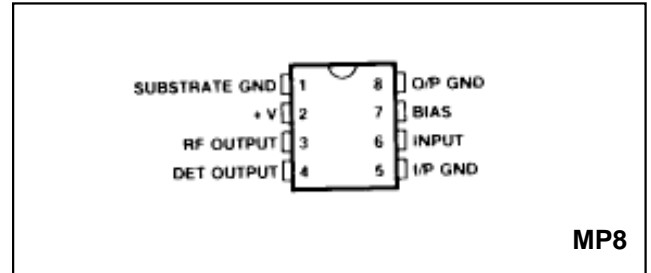 SUBSTRATE GND 1 8 O/P GND
+ V 2 7 BIAS
RF OUTPUT 3 6 INPUT
DET OUTPUT 4 5 I/P GND
MP8